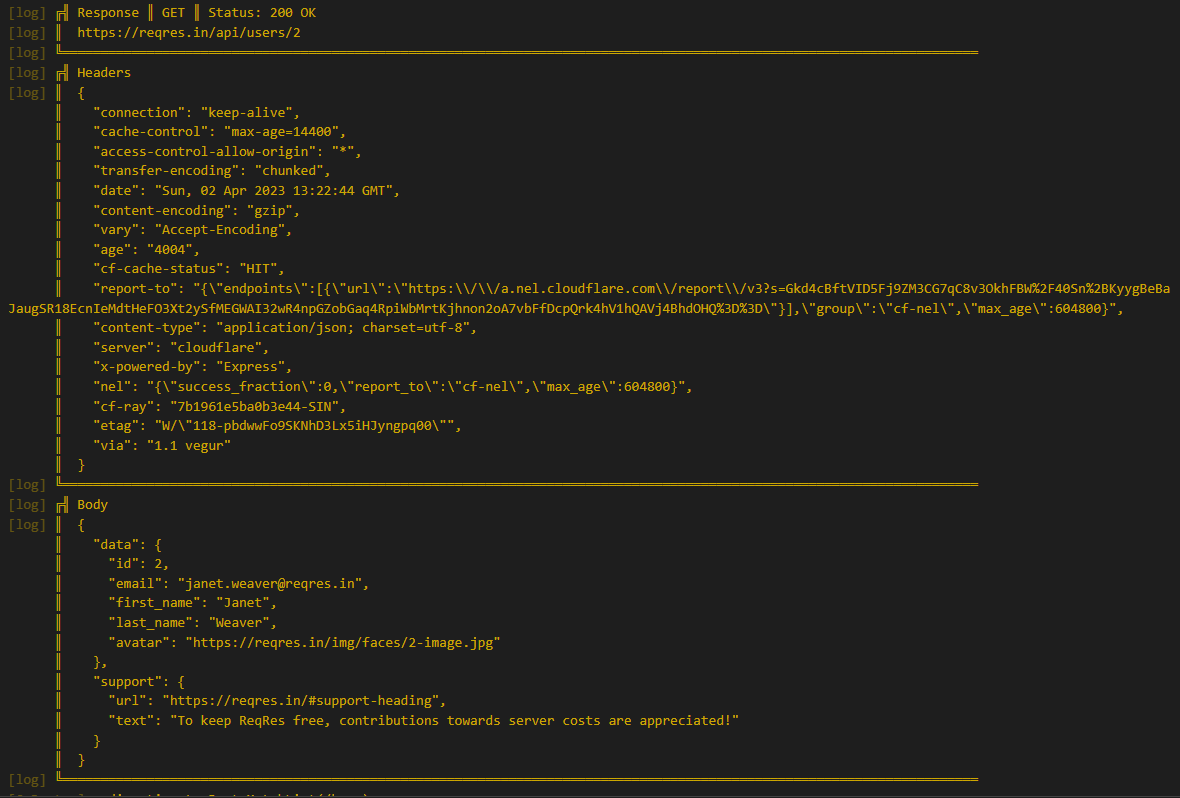 [log] ╔╣ Response ║ GET ║ Status: 200 OK
[log] ║  https://reqres.in/api/users/2
[log] ╚══════════════════════════════════════════════════════════════════════════════════════════
[log] ╔╣ Headers
[log] ║  {
║    "connection": "keep-alive",
║    "cache-control": "max-age=14400",
║    "access-control-allow-origin": "*",
║    "transfer-encoding": "chunked",
║    "date": "Sun, 02 Apr 2023 13:22:44 GMT",
║    "content-encoding": "gzip",
║    "vary": "Accept-Encoding",
║    "age": "4004",
║    "cf-cache-status": "HIT",
║    "report-to": "{\"endpoints\":[{\"url\":\"https:\\/\\/a.nel.cloudflare.com\\/report\\/v3?s=Gkd4cBftVID5Fj9ZM3CG7qC8v3OkhFBW%2F40Sn%2BKyygBeBa
JaugSR18EcnIeMdtHeFO3Xt2ySfMEGWAI32wR4npGZobGaq4RpiWbMrtKjhnon2oA7vbFfDcpQrk4hV1hQAVj4BhdOHQ%3D%3D\"}],\"group\":\"cf-nel\",\"max_age\":604800}",
║    "content-type": "application/json; charset=utf-8",
║    "server": "cloudflare",
║    "x-powered-by": "Express",
║    "nel": "{\"success_fraction\":0,\"report_to\":\"cf-nel\",\"max_age\":604800}",
║    "cf-ray": "7b1961e5ba0b3e44-SIN",
║    "etag": "W/\"118-pbdwwFo9SKNhD3Lx5iHJyngpq00\"",
║    "via": "1.1 vegur"
║  }
[log] ╚══════════════════════════════════════════════════════════════════════════════════════════
[log] ╔╣ Body
[log] ║  {
║    "data": {
║      "id": 2,
║      "email": "janet.weaver@reqres.in",
║      "first_name": "Janet",
║      "last_name": "Weaver",
║      "avatar": "https://reqres.in/img/faces/2-image.jpg"
║    },
║    "support": {
║      "url": "https://reqres.in/#support-heading",
║      "text": "To keep ReqRes free, contributions towards server costs are appreciated!"
║    }
║  }
[log] ╚══════════════════════════════════════════════════════════════════════════════════════════